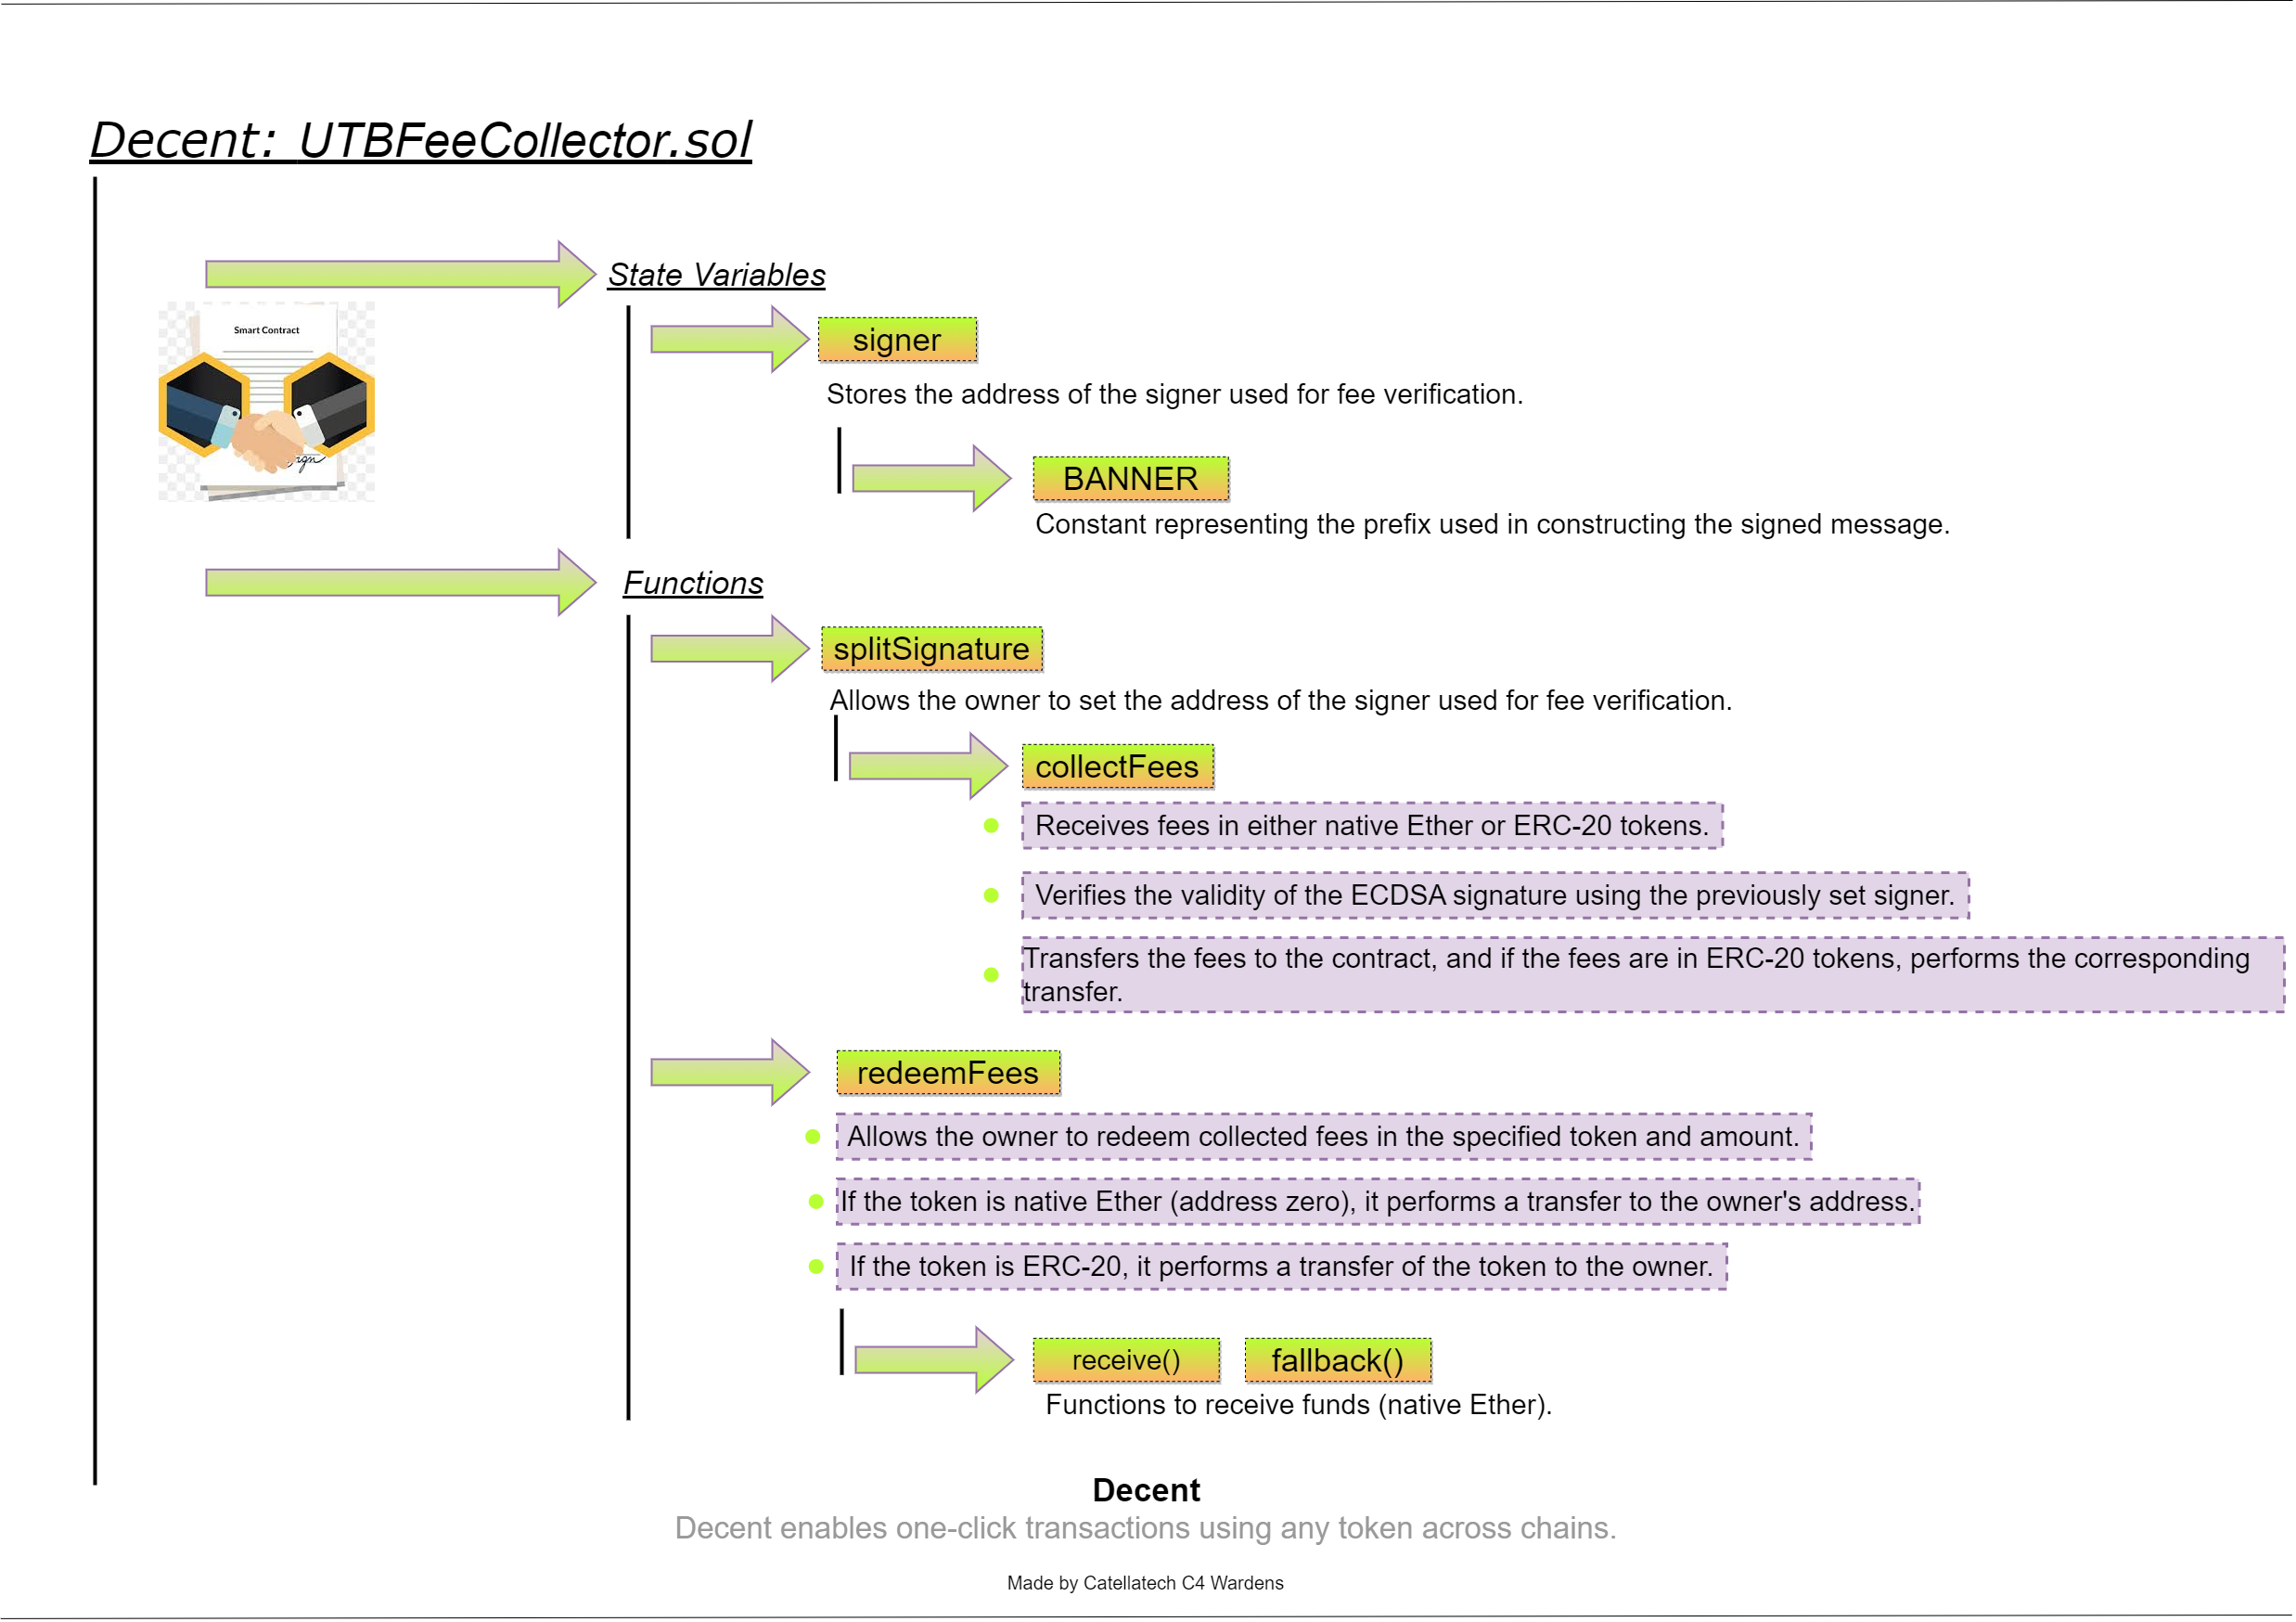 Decent: UTBFeeCollector.sol
State Variables
Smart Contract
signer
Stores the address of the signer used for fee verification.
BANNER
Constant representing the prefix used in constructing the signed message.
Functions
splitSignature
Allows the owner to set the address of the signer used for fee verification.
collectFees
Receives fees in either native Ether or ERC-20 tokens.
Verifies the validity of the ECDSA signature using the previously set signer.
Transfers the fees to the contract, and if the fees are in ERC-20 tokens, performs the corresponding
transfer.
redeemFees
Allows the owner to redeem collected fees in the specified token and amount.
If the token is native Ether (address zero), it performs a transfer to the owner's address.
If the token is ERC-20, it performs a transfer of the token to the owner.
receive() fallback()
Functions to receive funds (native Ether).
Decent
Decent enables one-click transactions using any token across chains.
Made by Catellatech C4 Wardens